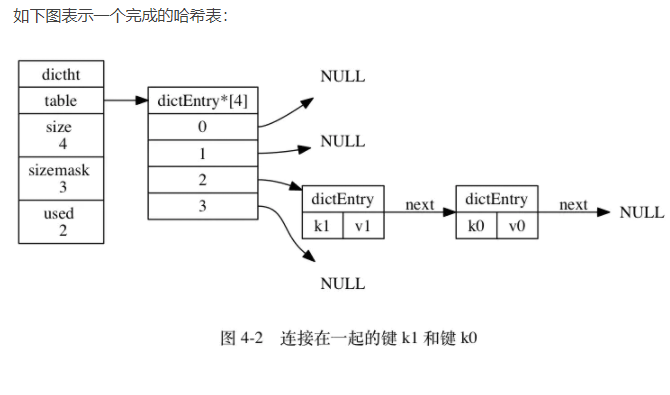 如下图表示一个完成的哈希表：
dictht
table
size
4
sizemask
3
used
2
dictEntry*[4]
0
1
2
3
NULL
NULL
dictEntry
k1 v1
next
dictEntry
k0 v0
next
NULL
NULL
图 4-2 连接在一起的键 k1 和键 k0